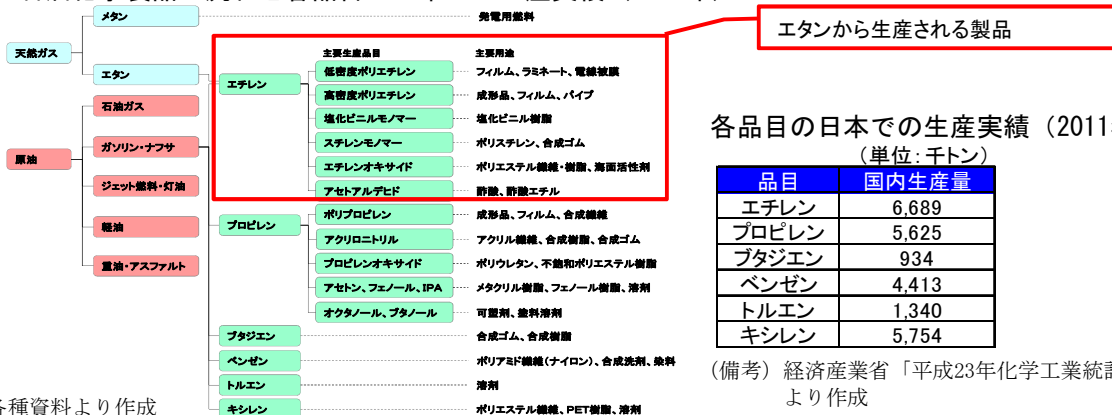 メタン
発電用燃料
天然ガス
エタン
エタンから生産される製品
主要生産品目 主要用途
エチレン
低密度ポリエチレン フィルム、ラミネート、電線被膜
高密度ポリエチレン 成形品、フィルム、パイプ
塩化ビニルモノマー 塩化ビニル樹脂
スチレンモノマー ポリスチレン、合成ゴム
エチレンオキサイド ポリエステル繊維・樹脂、海面活性剤
アセトアルデヒド 酢酸、酢酸エチル
石油ガス
原油
ガソリン・ナフサ
ジェット燃料・灯油
軽油
重油・アスファルト
プロピレン
ポリプロピレン 成形品、フィルム、合成繊維
アクリロニトリル アクリル繊維、合成樹脂、合成ゴム
プロピレンオキサイド ポリウレタン、不飽和ポリエステル樹脂
アセトン、フェノール、IPA メタクリル樹脂、フェノール樹脂、溶剤
オクタノール、ブタノール 可塑剤、塗料溶剤
ブタジエン 合成ゴム、合成樹脂
ベンゼン ポリアミド繊維(ナイロン)、合成洗剤、染料
トルエン 溶剤
キシレン ポリエステル繊維、PET樹脂、溶剤
各種資料より作成
各品目の日本での生産実績（2011
（単位：千トン）
品目 国内生産量
エチレン 6,689
プロピレン 5,625
ブタジエン 934
ベンゼン 4,413
トルエン 1,340
キシレン 5,754
（備考）経済産業省「平成23年化学工業統計
より作成